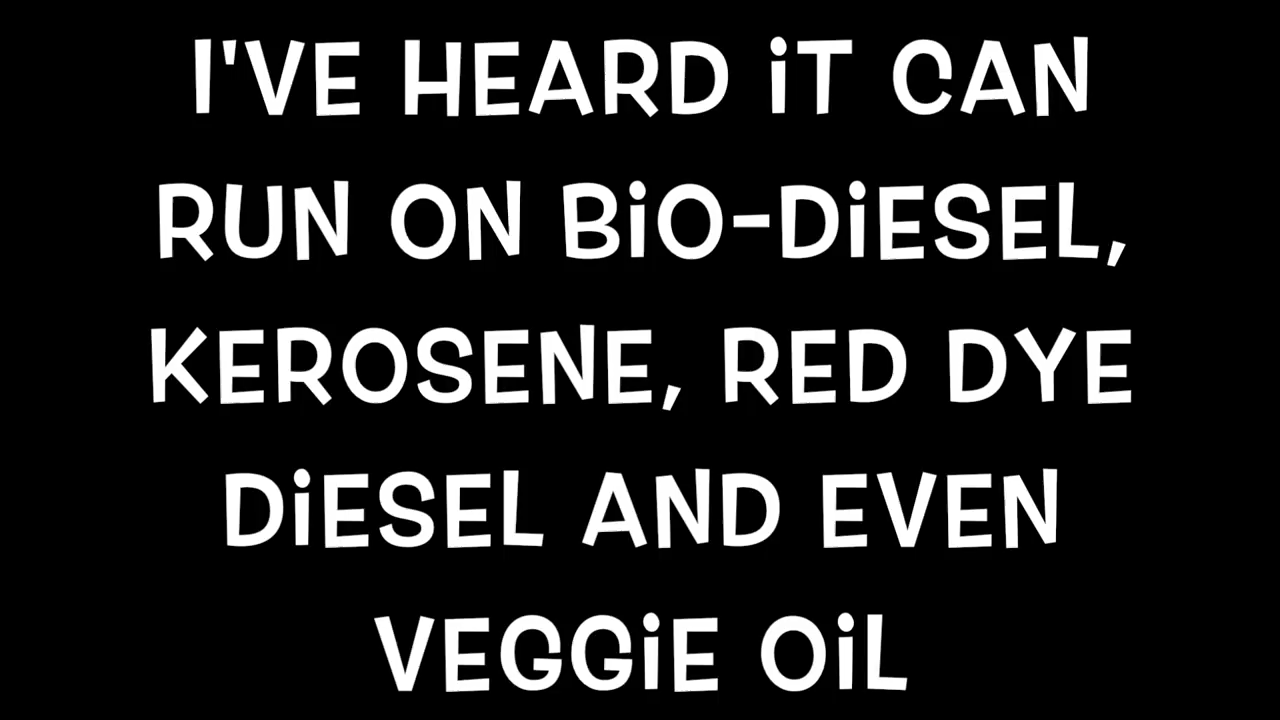 I'VE HEARD iT CAN
RUN ON BiO-DiESEL,
KEROSENE, RED DYE
DiESEL AND EVEN
VEGGiE OiL